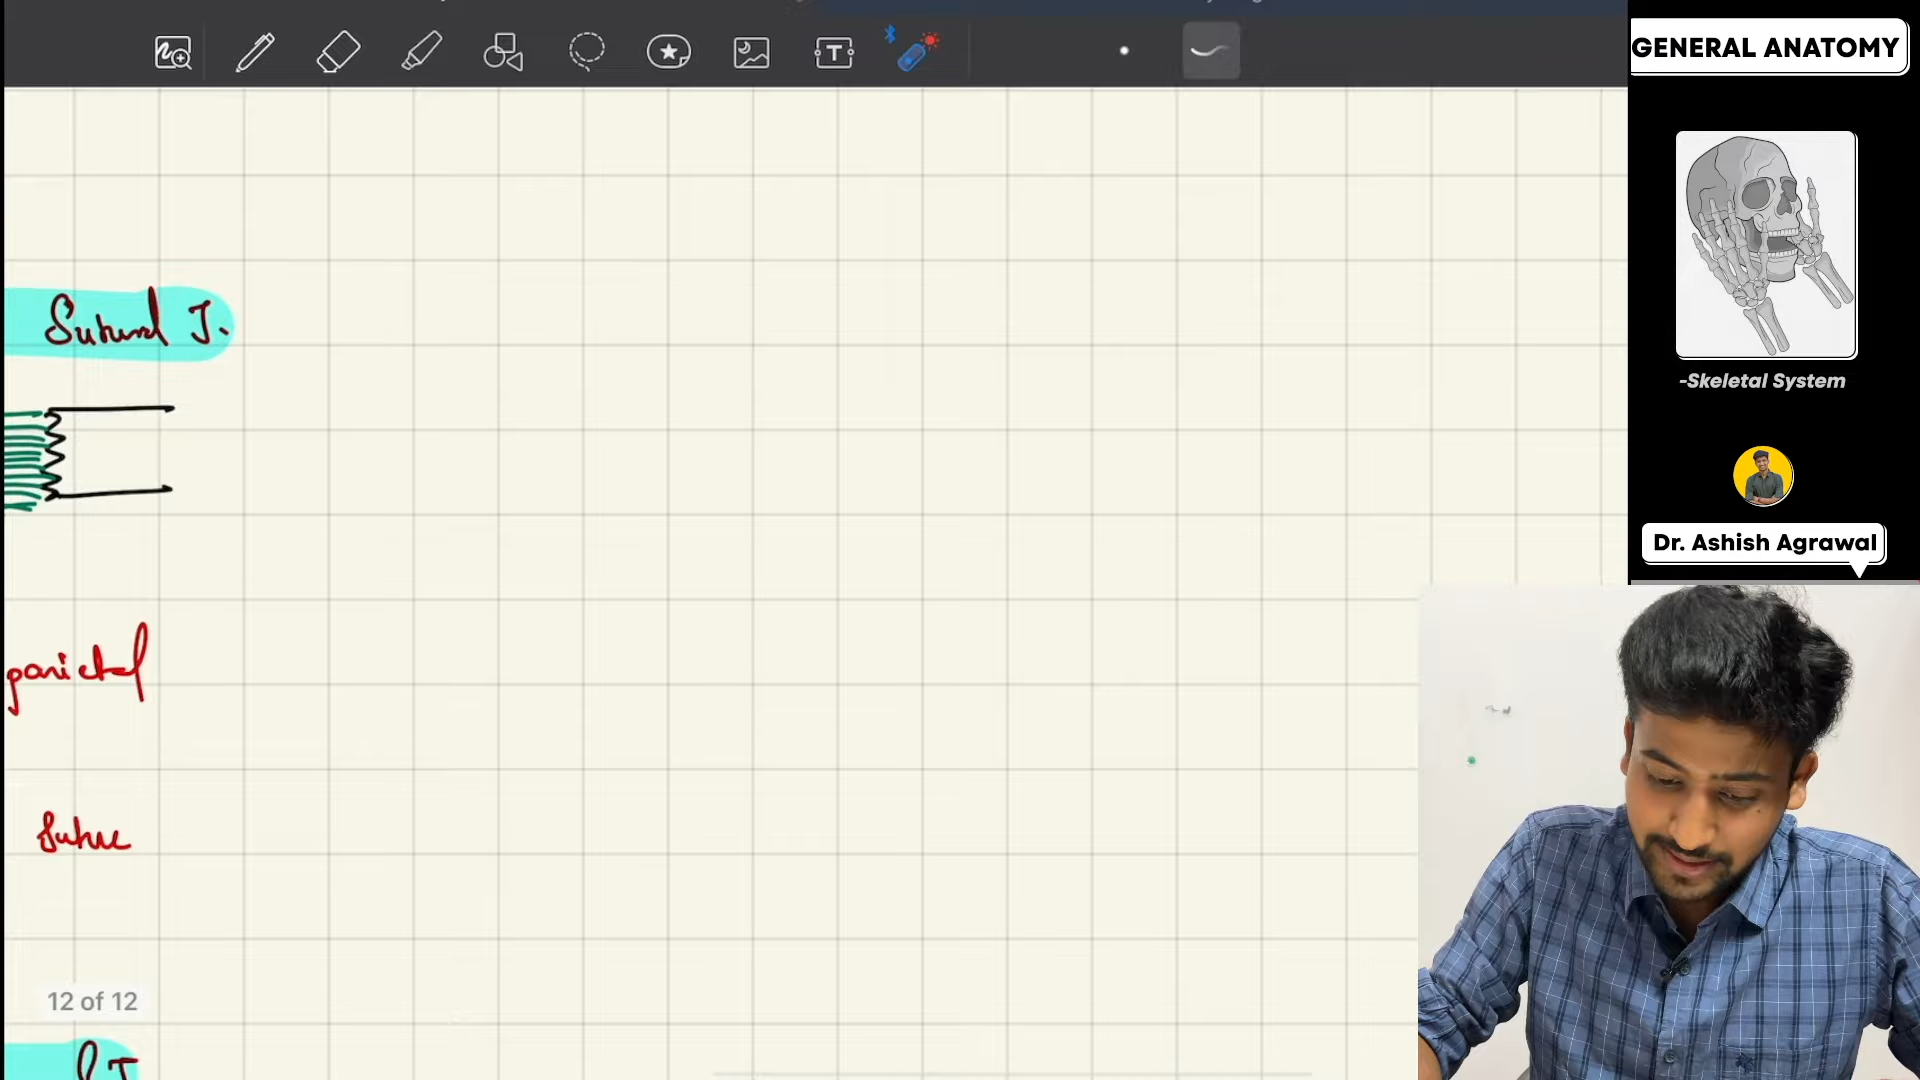 GENERAL ANATOMY
-Skeletal System
Dr. Ashish Agrawal
Sutural J.
parietal
Suture
12 of 12
J
T